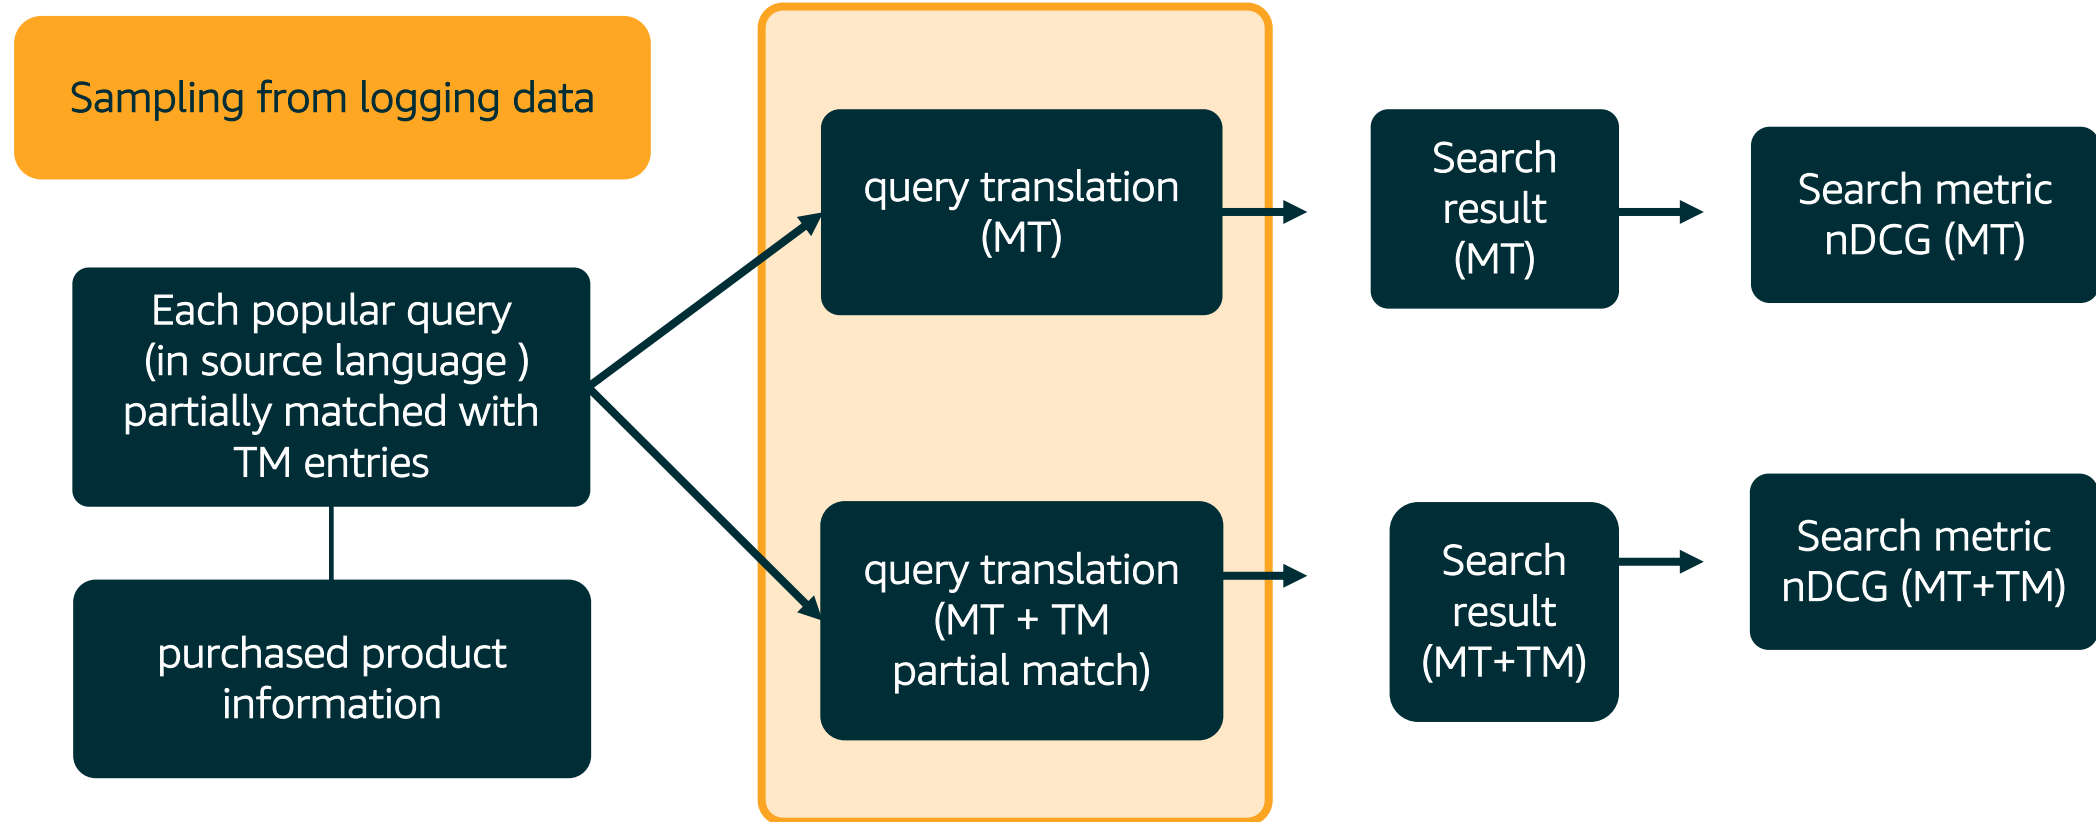 Sampling from logging data
Each popular query
(in source language )
partially matched with
TM entries
purchased product
information
query translation
(MT)
query translation
(MT + TM
partial match)
Search
result
(MT)
Search
result
(MT+TM)
Search metric
nDCG (MT)
Search metric
nDCG (MT+TM)